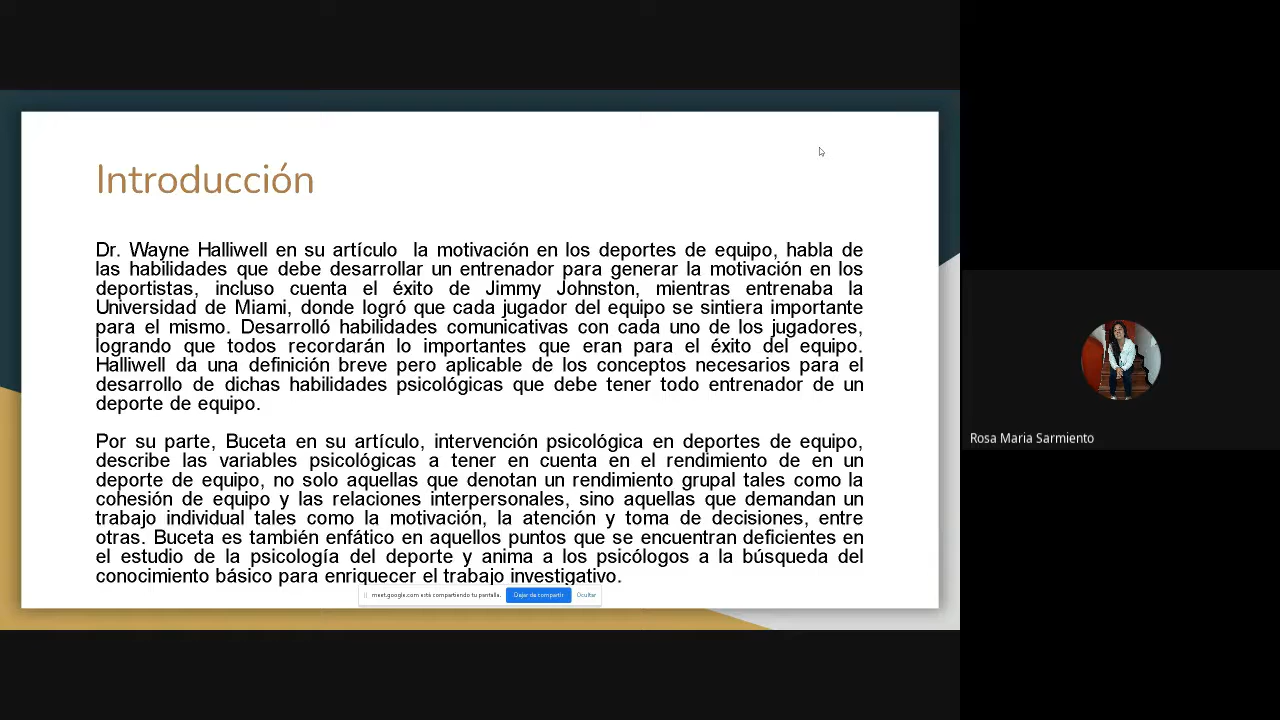 Introducción
Dr. Wayne Halliwell en su artículo la motivación en los deportes de equipo, habla de
las habilidades que debe desarrollar un entrenador para generar la motivación en los
deportistas, incluso cuenta el éxito de Jimmy Johnston, mientras entrenaba la
Universidad de Miami, donde logró que cada jugador del equipo se sintiera importante
para el mismo. Desarrolló habilidades comunicativas con cada uno de los jugadores,
logrando que todos recordarán lo importantes que eran para el éxito del equipo.
Halliwell da una definición breve pero aplicable de los conceptos necesarios para el
desarrollo de dichas habilidades psicológicas que debe tener todo entrenador de un
deporte de equipo.
Por su parte, Buceta en su artículo, intervención psicológica en deportes de equipo,
describe las variables psicológicas a tener en cuenta en el rendimiento de en un
deporte de equipo, no solo aquellas que denotan un rendimiento grupal tales como la
cohesión de equipo y las relaciones interpersonales, sino aquellas que demandan un
trabajo individual tales como la motivación, la atención y toma de decisiones, entre
otras. Buceta es también enfático en aquellos puntos que se encuentran deficientes en
el estudio de la psicología del deporte y anima a los psicólogos a la búsqueda del
conocimiento básico para enriquecer el trabajo investigativo.
meet.google.com está compartiendo tu pantalla. Dejar de compartir Ocultar
Rosa Maria Sarmiento